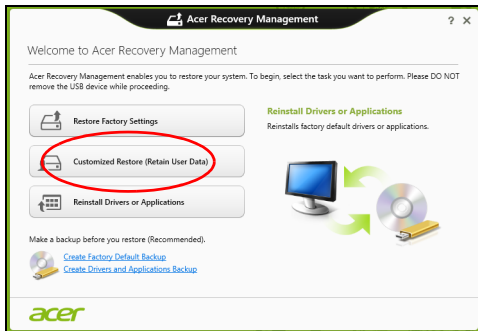 Acer Recovery Management
? ×
Welcome to Acer Recovery Management
Acer Recovery Management enables you to restore your system. To begin, select the task you want to perform. Please DO NOT
remove the USB device while proceeding.
Restore Factory Settings
Customized Restore (Retain User Data)
Reinstall Drivers or Applications
Reinstall Drivers or Applications
Reinstalls factory default drivers or applications.
Make a backup before you restore (Recommended).
Create Factory Default Backup
Create Drivers and Applications Backup
acer